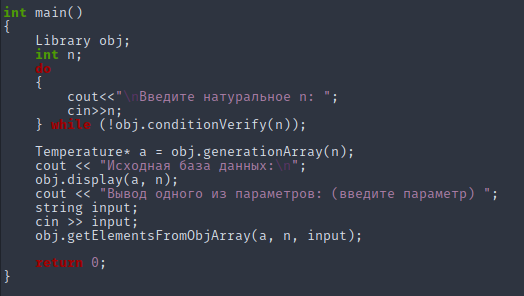 int main()
{
    Library obj;
    int n;
    do
    {
        cout<<"\nВведите натуральное n: ";
        cin>>n;
    } while (!obj.conditionVerify(n));

    Temperature* a = obj.generationArray(n);
    cout << "Исходная база данных:\n";
    obj.display(a, n);
    cout << "Вывод одного из параметров: (введите параметр) ";
    string input;
    cin >> input;
    obj.getElementsFromObjArray(a, n, input);

    return 0;
}